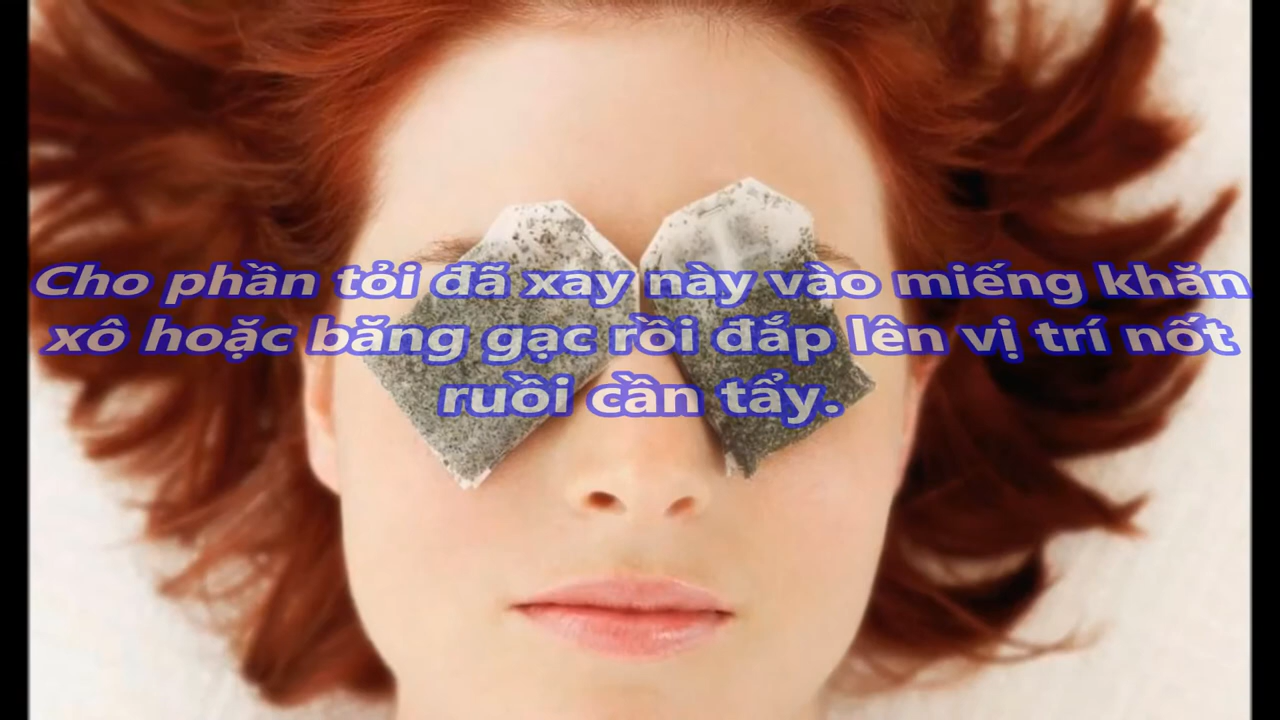 Cho phần tỏi đã xay này vào miếng khăn
xô hoặc băng gạc rồi đắp lên vị trí nốt
ruồi cần tẩy.